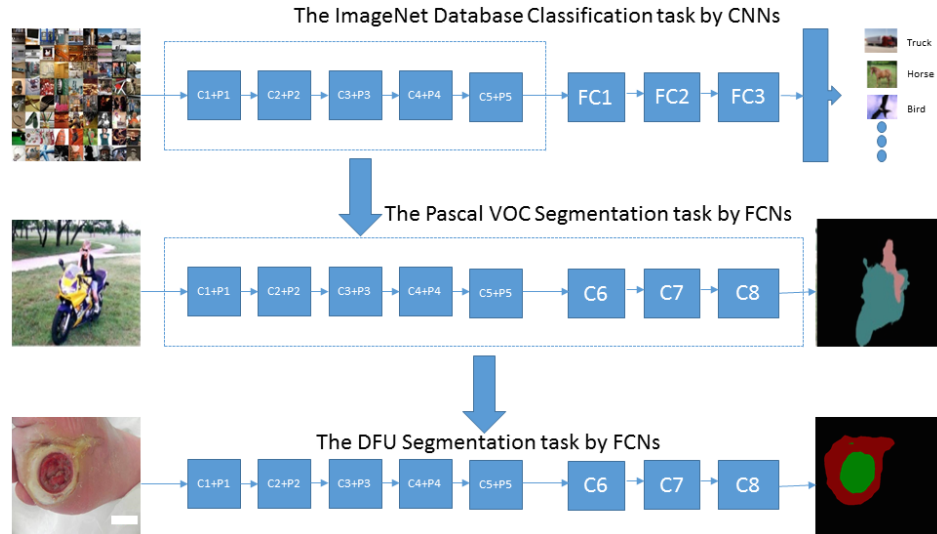 The ImageNet Database Classification task by CNNs
C1+P1 C2+P2 C3+P3 C4+P4 C5+P5 FC1 FC2 FC3
Truck
Horse
Bird
The Pascal VOC Segmentation task by FCNs
C1+P1 C2+P2 C3+P3 C4+P4 C5+P5 C6 C7 C8
The DFU Segmentation task by FCNs
C1+P1 C2+P2 C3+P3 C4+P4 C5+P5 C6 C7 C8